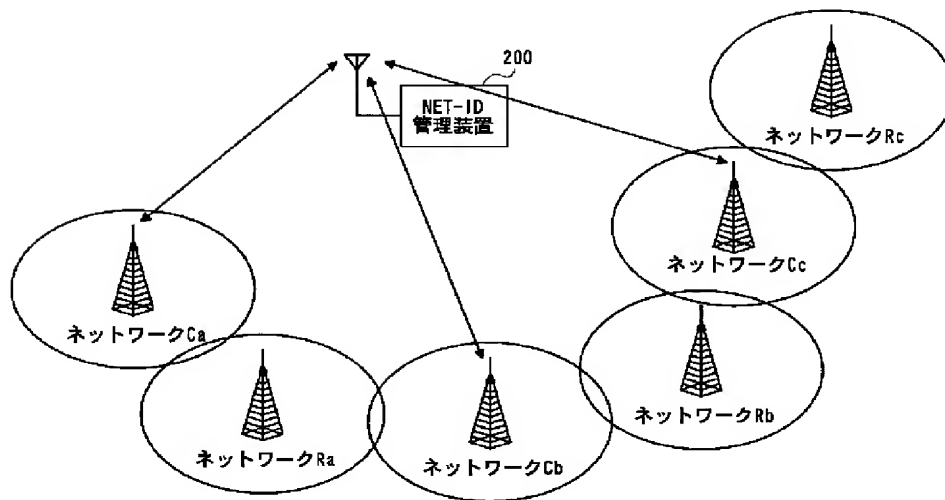 200
NET-ID
管理装置
ネットワークRc
ネットワークCc
ネットワークCa
ネットワークRb
ネットワークRa
ネットワークCb